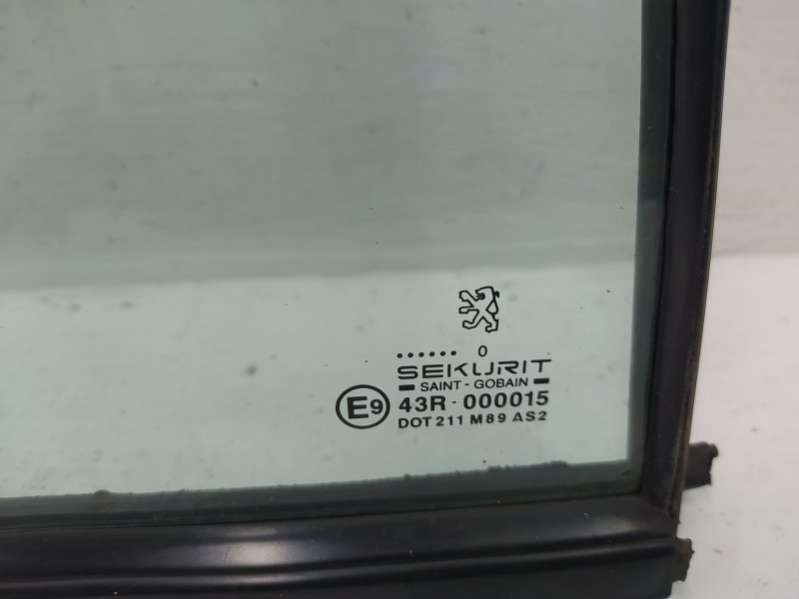 ...... 0
SEKURIT
SAINT - GOBAIN
E9 43R - 000015
DOT 211 M89 AS2